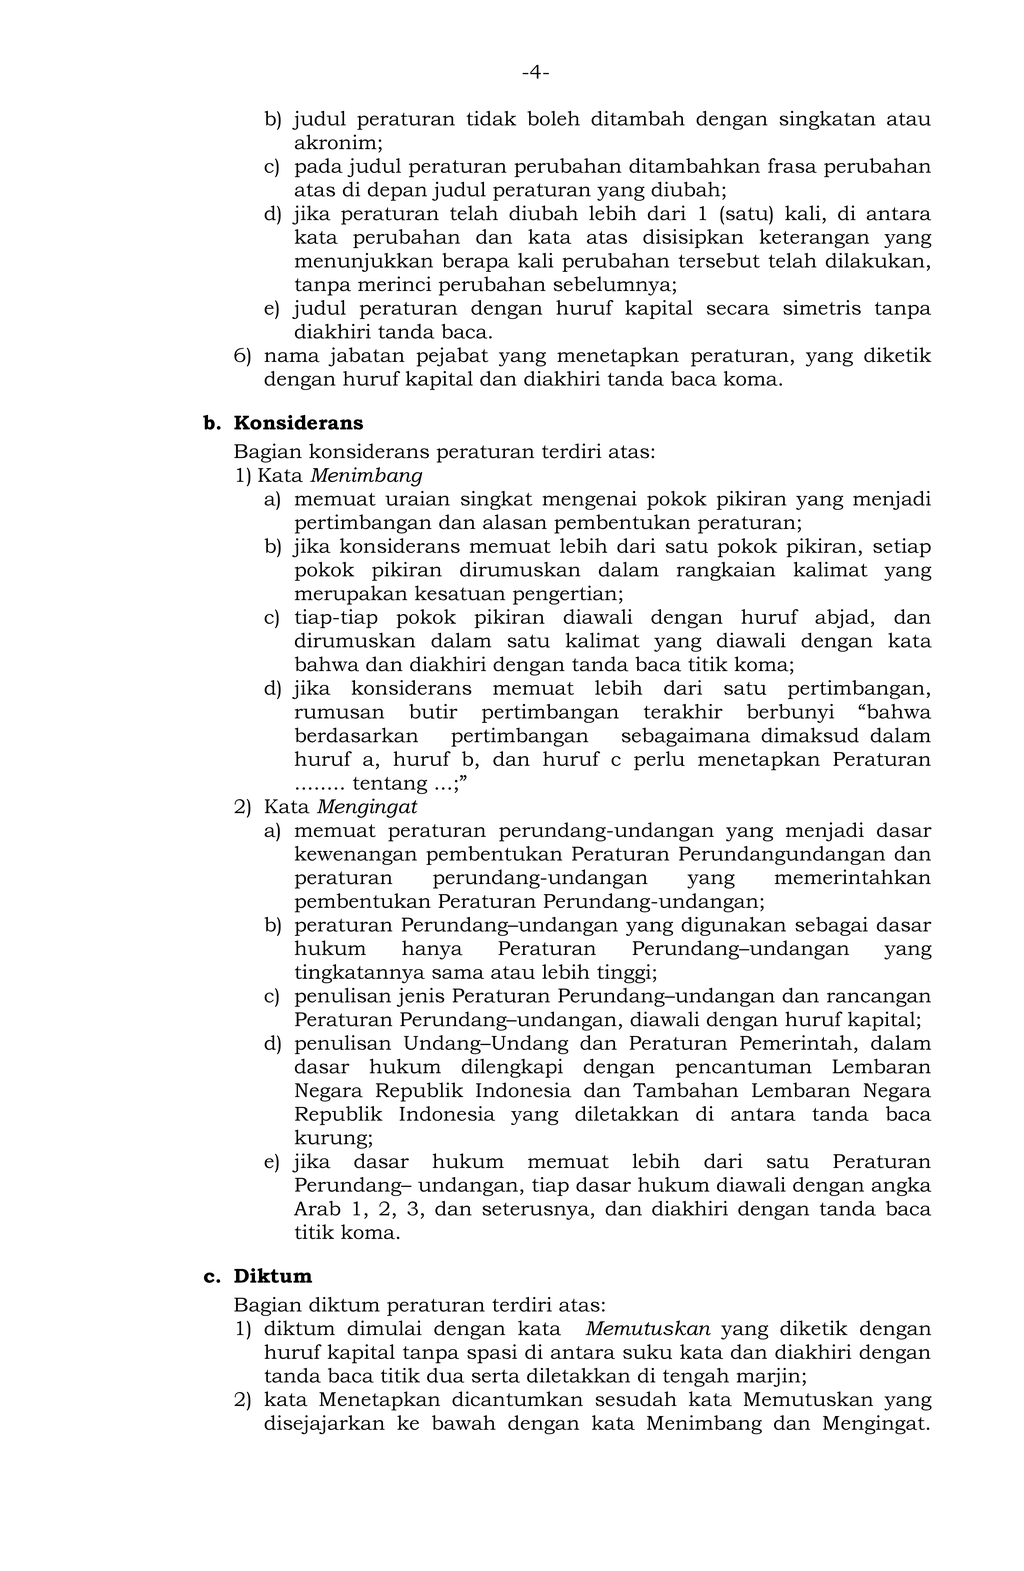 -4-
b) judul peraturan tidak boleh ditambah dengan singkatan atau
akronim;
c) pada judul peraturan perubahan ditambahkan frasa perubahan
atas di depan judul peraturan yang diubah;
d) jika peraturan telah diubah lebih dari 1 (satu) kali, di antara
kata perubahan dan kata atas disisipkan keterangan yang
menunjukkan berapa kali perubahan tersebut telah dilakukan,
tanpa merinci perubahan sebelumnya;
e) judul peraturan dengan huruf kapital secara simetris tanpa
diakhiri tanda baca.
6) nama jabatan pejabat yang menetapkan peraturan, yang diketik
dengan huruf kapital dan diakhiri tanda baca koma.
b. Konsiderans
Bagian konsiderans peraturan terdiri atas:
1) Kata Menimbang
a) memuat uraian singkat mengenai pokok pikiran yang menjadi
pertimbangan dan alasan pembentukan peraturan;
b) jika konsiderans memuat lebih dari satu pokok pikiran, setiap
pokok pikiran dirumuskan dalam rangkaian kalimat yang
merupakan kesatuan pengertian;
c) tiap-tiap pokok pikiran diawali dengan huruf abjad, dan
dirumuskan dalam satu kalimat yang diawali dengan kata
bahwa dan diakhiri dengan tanda baca titik koma;
d) jika konsiderans memuat lebih dari satu pertimbangan,
rumusan butir pertimbangan terakhir berbunyi “bahwa
berdasarkan pertimbangan sebagaimana dimaksud dalam
huruf a, huruf b, dan huruf c perlu menetapkan Peraturan
........ tentang ...;”
2) Kata Mengingat
a) memuat peraturan perundang-undangan yang menjadi dasar
kewenangan pembentukan Peraturan Perundangundangan dan
peraturan perundang-undangan yang memerintahkan
pembentukan Peraturan Perundang-undangan;
b) peraturan Perundang–undangan yang digunakan sebagai dasar
hukum hanya Peraturan Perundang–undangan yang
tingkatannya sama atau lebih tinggi;
c) penulisan jenis Peraturan Perundang–undangan dan rancangan
Peraturan Perundang–undangan, diawali dengan huruf kapital;
d) penulisan Undang–Undang dan Peraturan Pemerintah, dalam
dasar hukum dilengkapi dengan pencantuman Lembaran
Negara Republik Indonesia dan Tambahan Lembaran Negara
Republik Indonesia yang diletakkan di antara tanda baca
kurung;
e) jika dasar hukum memuat lebih dari satu Peraturan
Perundang– undangan, tiap dasar hukum diawali dengan angka
Arab 1, 2, 3, dan seterusnya, dan diakhiri dengan tanda baca
titik koma.
c. Diktum
Bagian diktum peraturan terdiri atas:
1) diktum dimulai dengan kata Memutuskan yang diketik dengan
huruf kapital tanpa spasi di antara suku kata dan diakhiri dengan
tanda baca titik dua serta diletakkan di tengah marjin;
2) kata Menetapkan dicantumkan sesudah kata Memutuskan yang
disejajarkan ke bawah dengan kata Menimbang dan Mengingat.